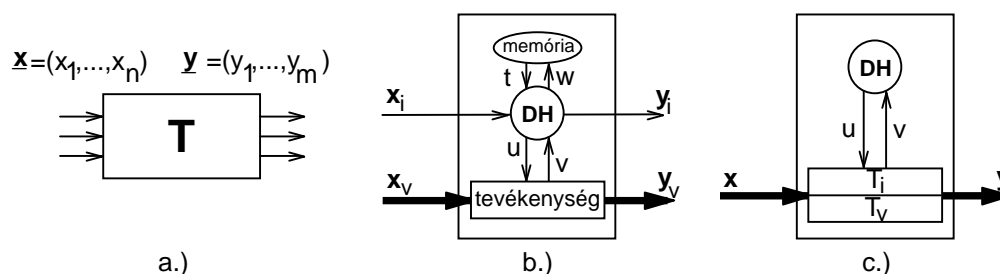 x=(x1,...,xn) y=(y1,...,ym)
T
a.)
memória
t w
xi DH yi
u v
xv tevékenység yv
b.)
DH
u v
x Ti y
Tv
c.)